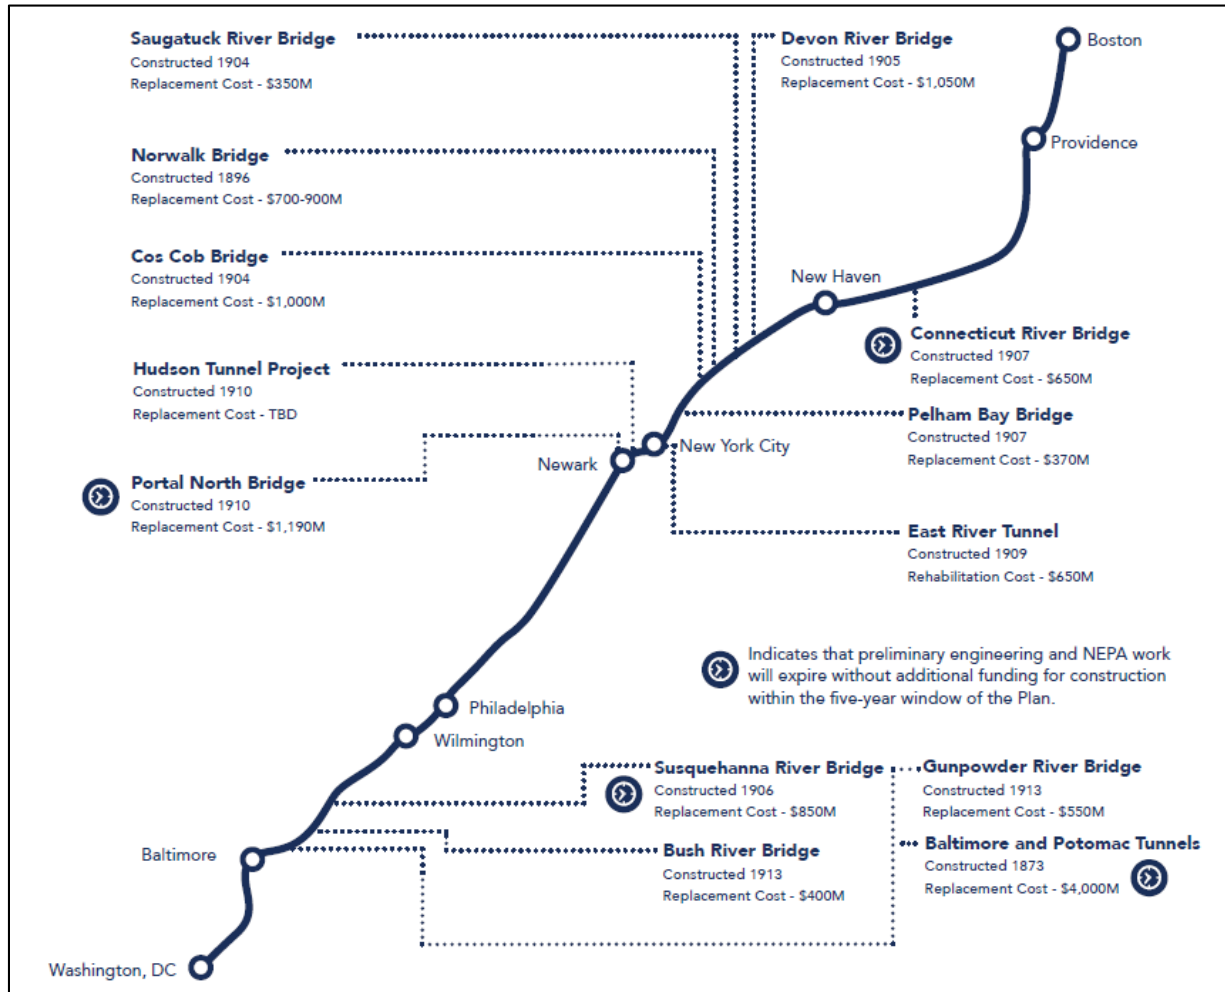 Saugatuck River Bridge
Constructed 1904
Replacement Cost - $350M
Devon River Bridge
Constructed 1905
Replacement Cost - $1,050M
Boston
Norwalk Bridge
Constructed 1896
Replacement Cost - $700-900M
Providence
Cos Cob Bridge
Constructed 1904
Replacement Cost - $1,000M
New Haven
Connecticut River Bridge
Constructed 1907
Replacement Cost - $650M
Hudson Tunnel Project
Constructed 1910
Replacement Cost - TBD
Pelham Bay Bridge
Constructed 1907
Replacement Cost - $370M
New York City
Newark
Portal North Bridge
Constructed 1910
Replacement Cost - $1,190M
East River Tunnel
Constructed 1909
Rehabilitation Cost - $650M
Indicates that preliminary engineering and NEPA work
will expire without additional funding for construction
within the five-year window of the Plan.
Philadelphia
Wilmington
Susquehanna River Bridge
Constructed 1906
Replacement Cost - $850M
Gunpowder River Bridge
Constructed 1913
Replacement Cost - $550M
Baltimore
Bush River Bridge
Constructed 1913
Replacement Cost - $400M
Baltimore and Potomac Tunnels
Constructed 1873
Replacement Cost - $4,000M
Washington, DC